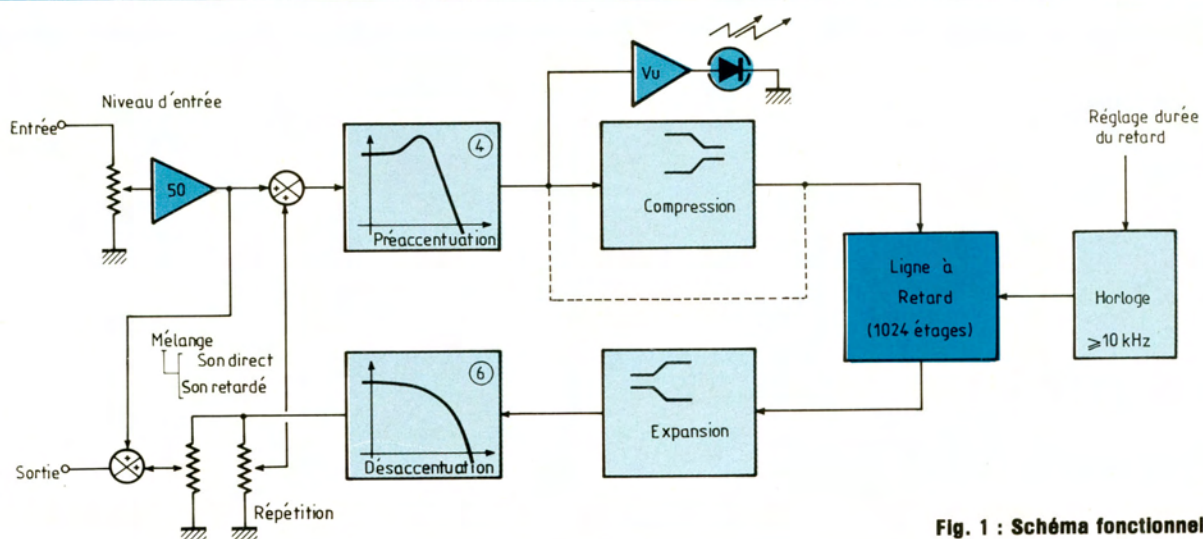 Niveau d'entrée
Entrée
50
+
+
④
Préaccentuation
Vu
Compression
Réglage durée
du retard
Ligne à
Retard
(1024 étages)
Horloge
⩾10 kHz
Mélange
Son direct
Son retardé
⑥
Désaccentuation
Expansion
Sortie
+
+
Répétition
Fig. 1 : Schéma fonctionnel